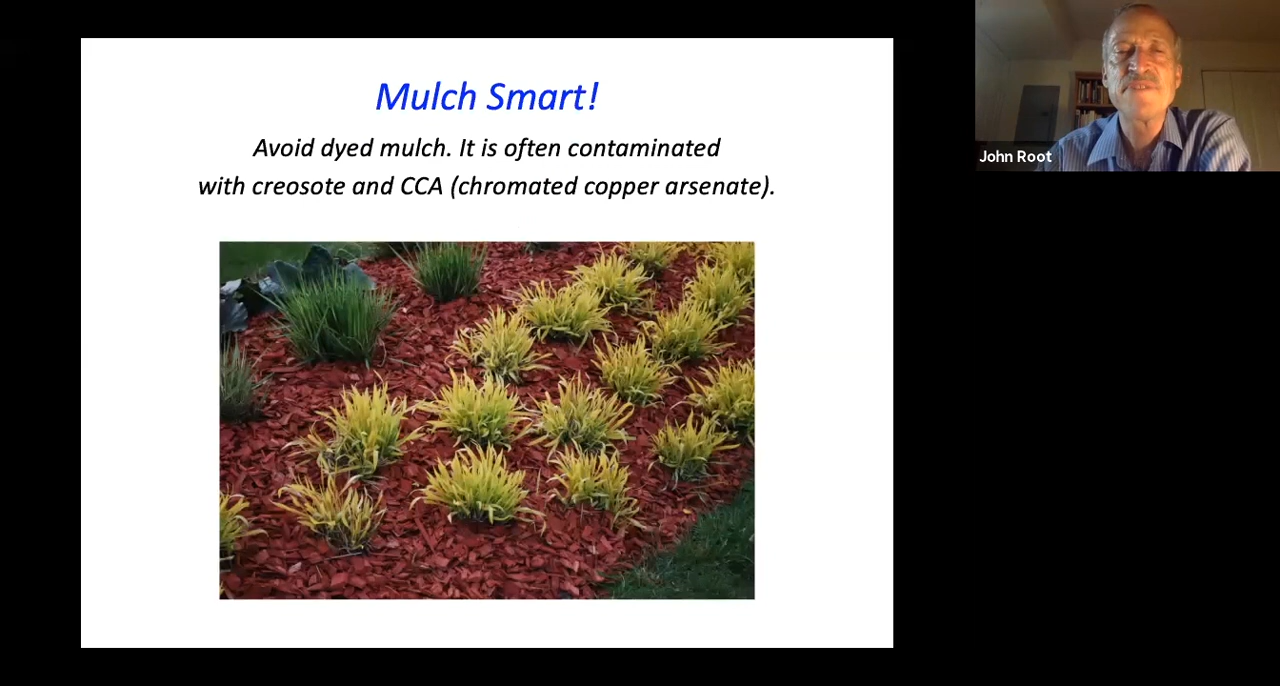 Mulch Smart!
Avoid dyed mulch. It is often contaminated
with creosote and CCA (chromated copper arsenate).
John Root